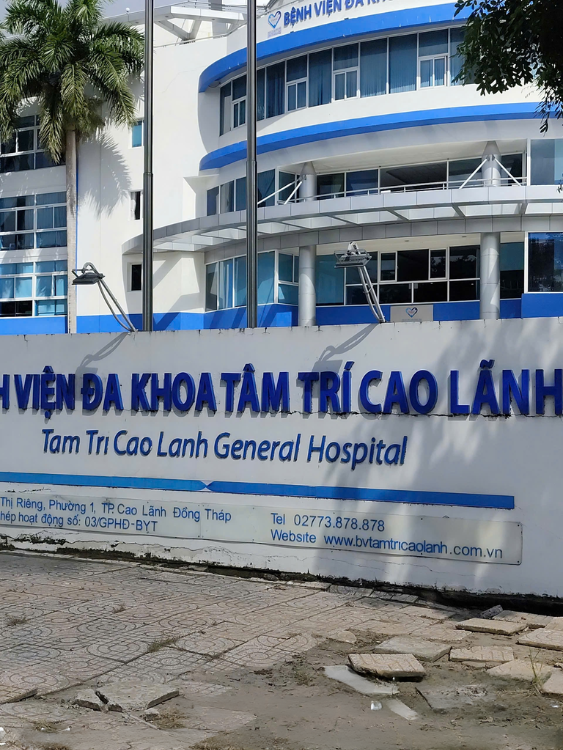 BỆNH VIỆN ĐA KHO
H VIỆN ĐA KHOA TÂM TRÍ CAO LÃNH
Tam Tri Cao Lanh General Hospital
Thị Riêng, Phường 1, TP. Cao Lãnh Đồng Tháp
hép hoạt động số: 03/GPHĐ-BYT
Tel 02773.878.878
Website www.bvtamtricaolanh.com.vn